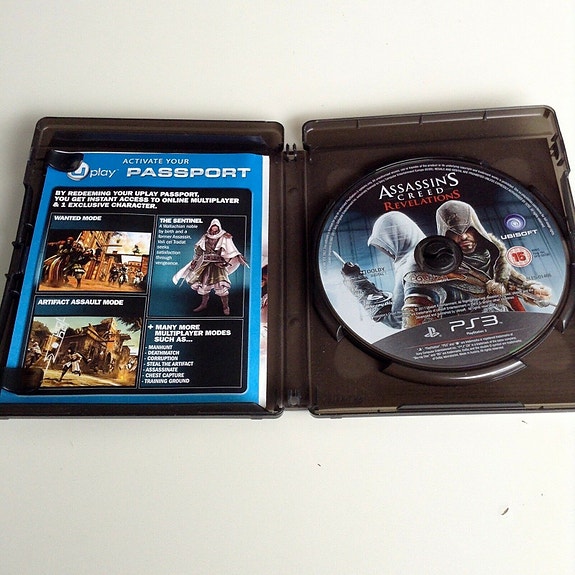 ACTIVATE YOUR
uplay PASSPORT
BY REDEEMING YOUR UPLAY PASSPORT,
YOU GET INSTANT ACCESS TO ONLINE MULTIPLAYER
& 1 EXCLUSIVE CHARACTER.
WANTED MODE
THE SENTINEL
A Wallachian noble
by birth and a
former Assassin,
Vali cel Tradat
seeks
satisfaction
through
vengeance.
ARTIFACT ASSAULT MODE
+ MANY MORE
MULTIPLAYER MODES
SUCH AS...
- MANHUNT
- DEATHMATCH
- CORRUPTION
- STEAL THE ARTIFACT
- ASSASSINATE
- CHEST CAPTURE
- TRAINING GROUND
ASSASSIN'S
CREED
REVELATIONS
UBISOFT
15
DOLBY
PS3